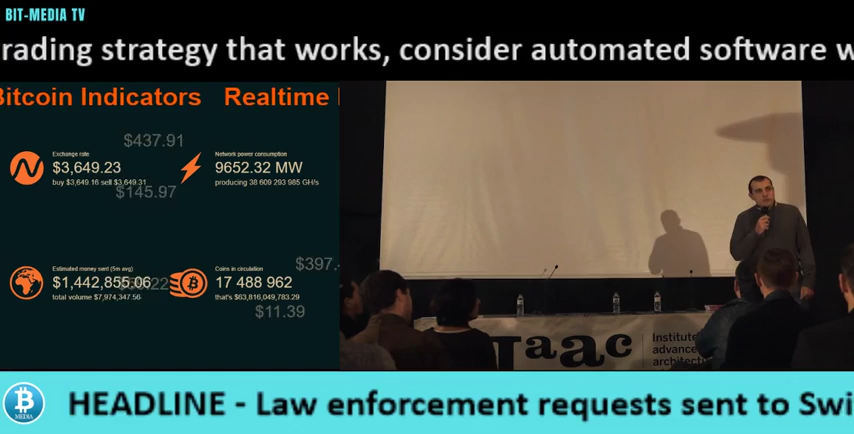 BIT-MEDIA TV
rading strategy that works, consider automated software w
Bitcoin Indicators Realtime
Exchange rate
$3,649.23
buy $3,649.16 sell $3,649.31
$437.91
$145.97
Network power consumption
9652.32 MW
producing 38 609 293 985 GH/s
Estimated money sent (5m avg)
$1,442,855.06
total volume $7,974,347.56
Coins in circulation
17 488 962
that's $63,816,049,783.29
$397.
$11.39
Iaac
Institute
advance
architect
HEADLINE - Law enforcement requests sent to Swi
BIT
MEDIA